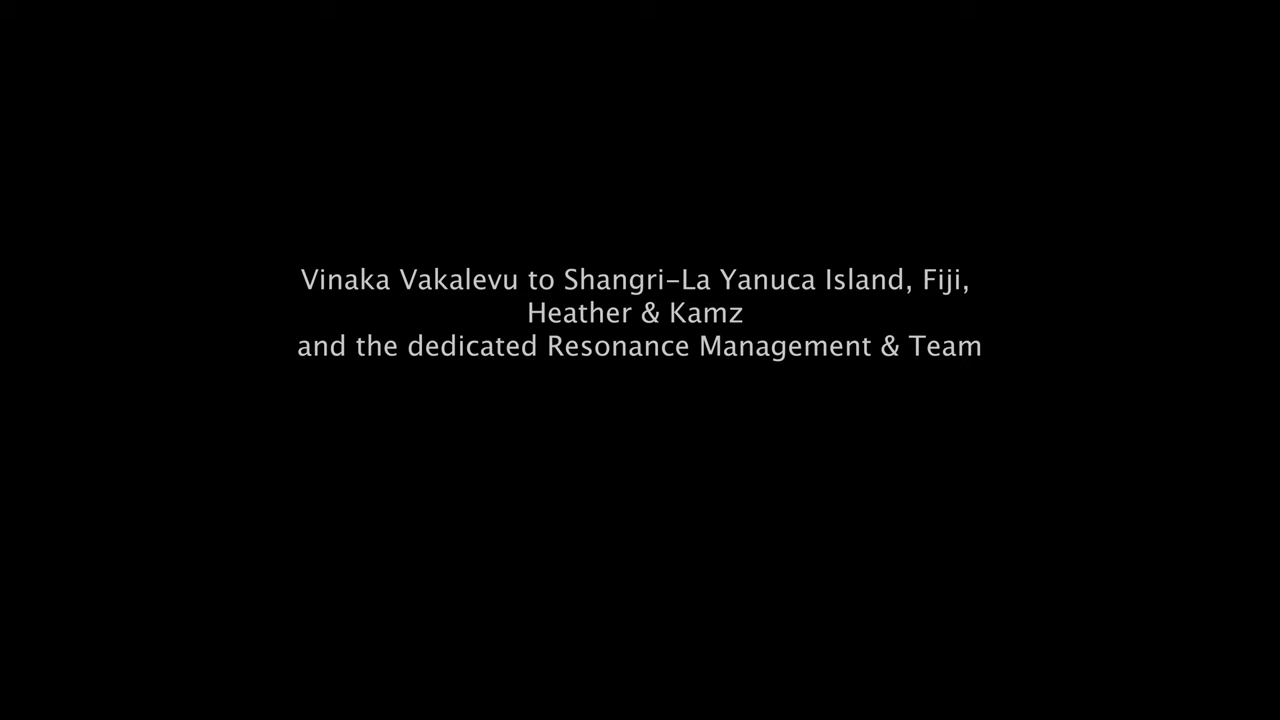 Vinaka Vakalevu to Shangri-La Yanuca Island, Fiji,
Heather & Kamz
and the dedicated Resonance Management & Team